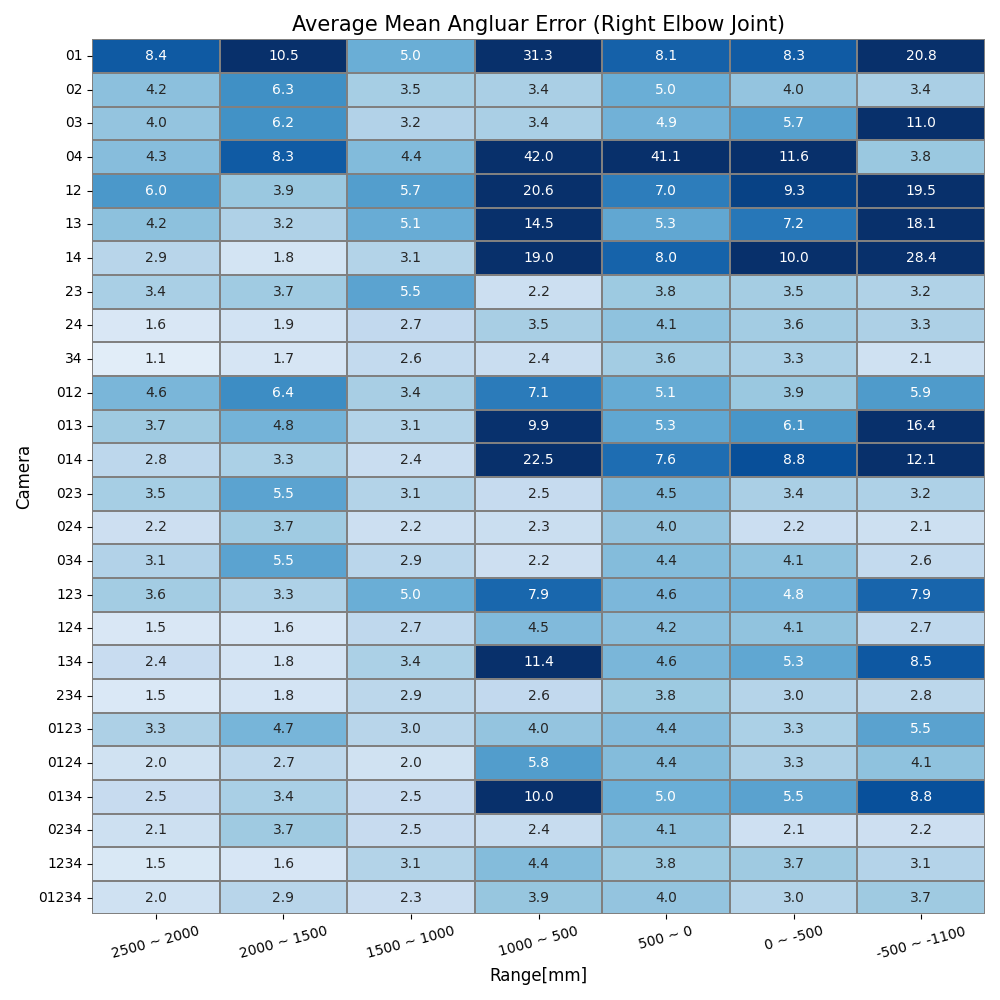 Average Mean Angluar Error (Right Elbow Joint)
01 8.4 10.5 5.0 31.3 8.1 8.3 20.8
02 4.2 6.3 3.5 3.4 5.0 4.0 3.4
03 4.0 6.2 3.2 3.4 4.9 5.7 11.0
04 4.3 8.3 4.4 42.0 41.1 11.6 3.8
12 6.0 3.9 5.7 20.6 7.0 9.3 19.5
13 4.2 3.2 5.1 14.5 5.3 7.2 18.1
14 2.9 1.8 3.1 19.0 8.0 10.0 28.4
23 3.4 3.7 5.5 2.2 3.8 3.5 3.2
24 1.6 1.9 2.7 3.5 4.1 3.6 3.3
34 1.1 1.7 2.6 2.4 3.6 3.3 2.1
012 4.6 6.4 3.4 7.1 5.1 3.9 5.9
013 3.7 4.8 3.1 9.9 5.3 6.1 16.4
014 2.8 3.3 2.4 22.5 7.6 8.8 12.1
023 3.5 5.5 3.1 2.5 4.5 3.4 3.2
024 2.2 3.7 2.2 2.3 4.0 2.2 2.1
034 3.1 5.5 2.9 2.2 4.4 4.1 2.6
123 3.6 3.3 5.0 7.9 4.6 4.8 7.9
124 1.5 1.6 2.7 4.5 4.2 4.1 2.7
134 2.4 1.8 3.4 11.4 4.6 5.3 8.5
234 1.5 1.8 2.9 2.6 3.8 3.0 2.8
0123 3.3 4.7 3.0 4.0 4.4 3.3 5.5
0124 2.0 2.7 2.0 5.8 4.4 3.3 4.1
0134 2.5 3.4 2.5 10.0 5.0 5.5 8.8
0234 2.1 3.7 2.5 2.4 4.1 2.1 2.2
1234 1.5 1.6 3.1 4.4 3.8 3.7 3.1
01234 2.0 2.9 2.3 3.9 4.0 3.0 3.7
Camera
2500 ~ 2000 2000 ~ 1500 1500 ~ 1000 1000 ~ 500 500 ~ 0 0 ~ -500 -500 ~ -1100
Range[mm]